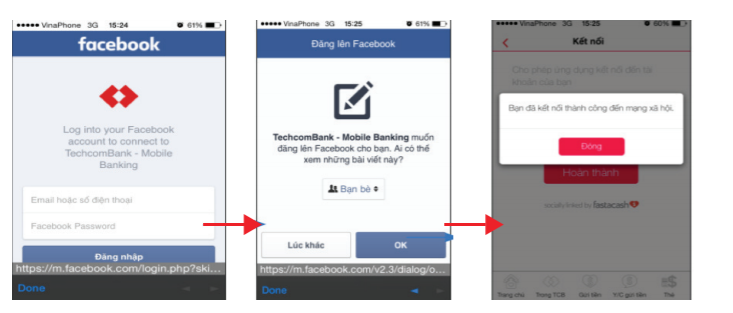 ●●●●● VinaPhone 3G 15:24 61%
facebook
Log into your Facebook
account to connect to
TechcomBank - Mobile
Banking
Email hoặc số điện thoại
Facebook Password
Đăng nhập
https://m.facebook.com/login.php?ski...
Done
●●●●● VinaPhone 3G 15:25 61%
Đăng lên Facebook
TechcomBank - Mobile Banking muốn
đăng lên Facebook cho bạn. Ai có thể
xem những bài viết này?
Bạn bè
Lúc khác
OK
https://m.facebook.com/v2.3/dialog/o...
Done
●●●●● VinaPhone 3G 15:25 60%
Kết nối
Cho phép ứng dụng kết nối đến tài
khoản của bạn
Bạn đã kết nối thành công đến mạng xã hội.
Đóng
Hoàn thành
socially linked by fastacash
Trang chủ
Trong TCB
Gửi tiền
Y/C gửi tiền
Thẻ